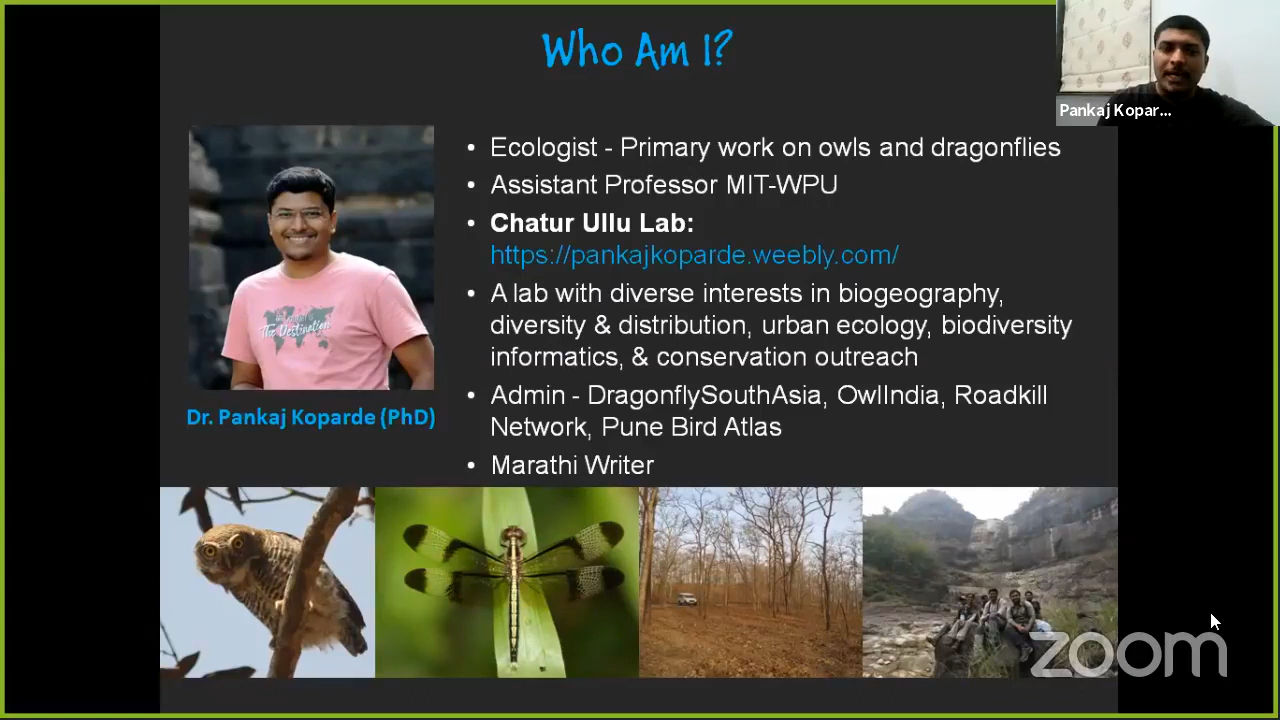 Who Am I?
Pankaj Kopar...
• Ecologist - Primary work on owls and dragonflies
• Assistant Professor MIT-WPU
• Chatur Ullu Lab:
https://pankajkoparde.weebly.com/
• A lab with diverse interests in biogeography,
diversity & distribution, urban ecology, biodiversity
informatics, & conservation outreach
• Admin - DragonflySouthAsia, OwlIndia, Roadkill
Network, Pune Bird Atlas
• Marathi Writer
The Destination
Dr. Pankaj Koparde (PhD)
zoom